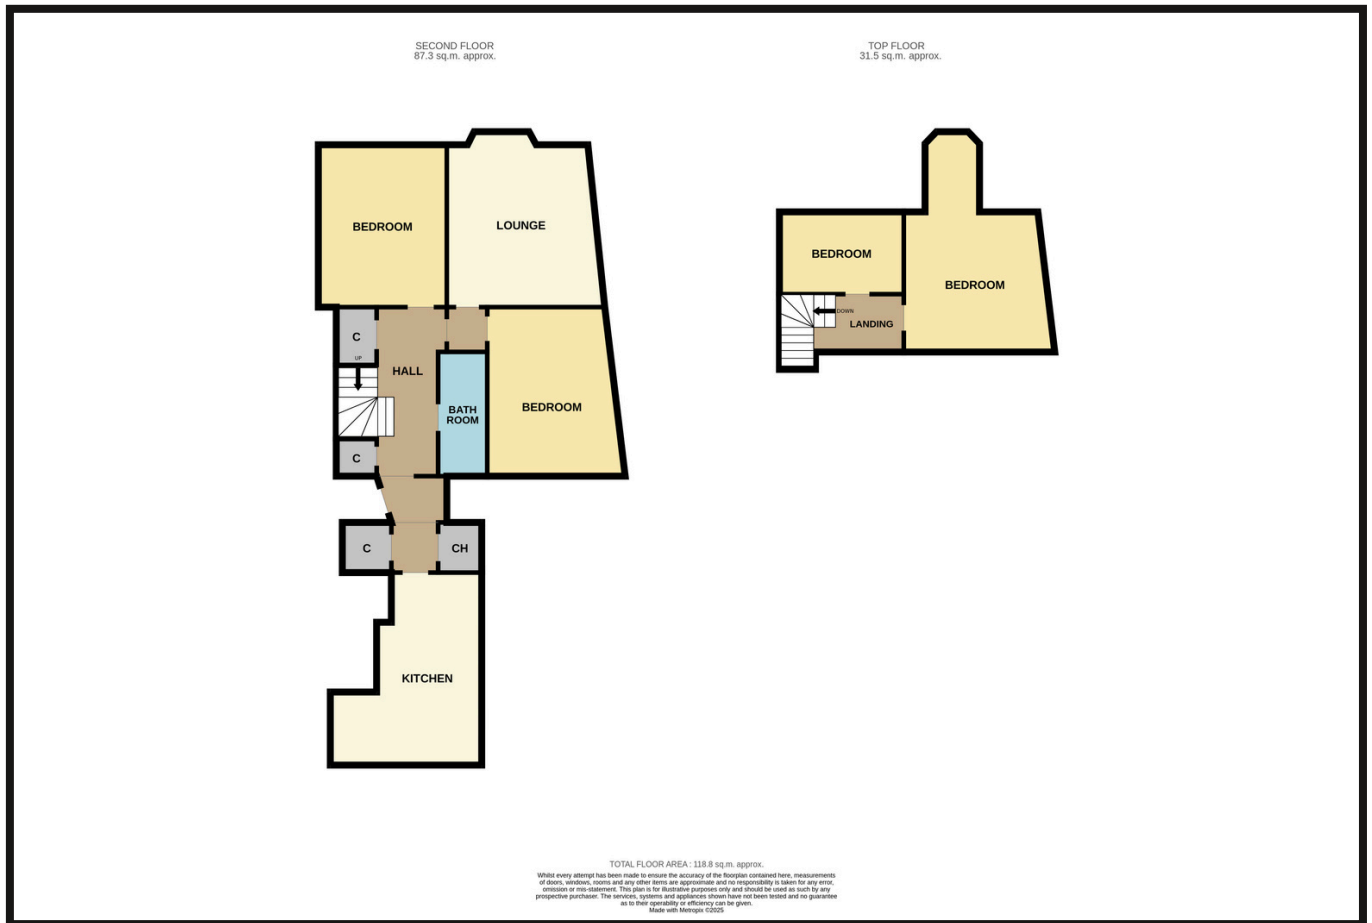 SECOND FLOOR
87.3 sq.m. approx.
TOP FLOOR
31.5 sq.m. approx.
BEDROOM
LOUNGE
C
UP
HALL
BATH
ROOM
BEDROOM
C
C
CH
KITCHEN
BEDROOM
BEDROOM
DOWN
LANDING
TOTAL FLOOR AREA : 118.8 sq.m. approx.
Whilst every attempt has been made to ensure the accuracy of the floorplan contained here, measurements
of doors, windows, rooms and any other items are approximate and no responsibility is taken for any error,
omission or mis-statement. This plan is for illustrative purposes only and should be used as such by any
prospective purchaser. The services, systems and appliances shown have not been tested and no guarantee
as to their operability or efficiency can be given.
Made with Metropix ©2025